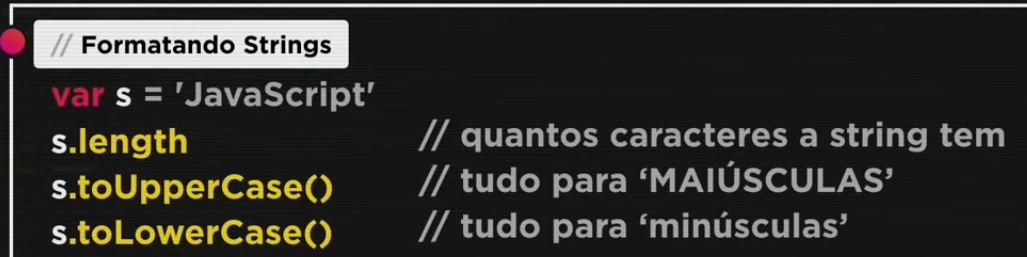 // Formatando Strings
var s = 'JavaScript'
s.length // quantos caracteres a string tem
s.toUpperCase() // tudo para ‘MAIÚSCULAS’
s.toLowerCase() // tudo para ‘minúsculas’